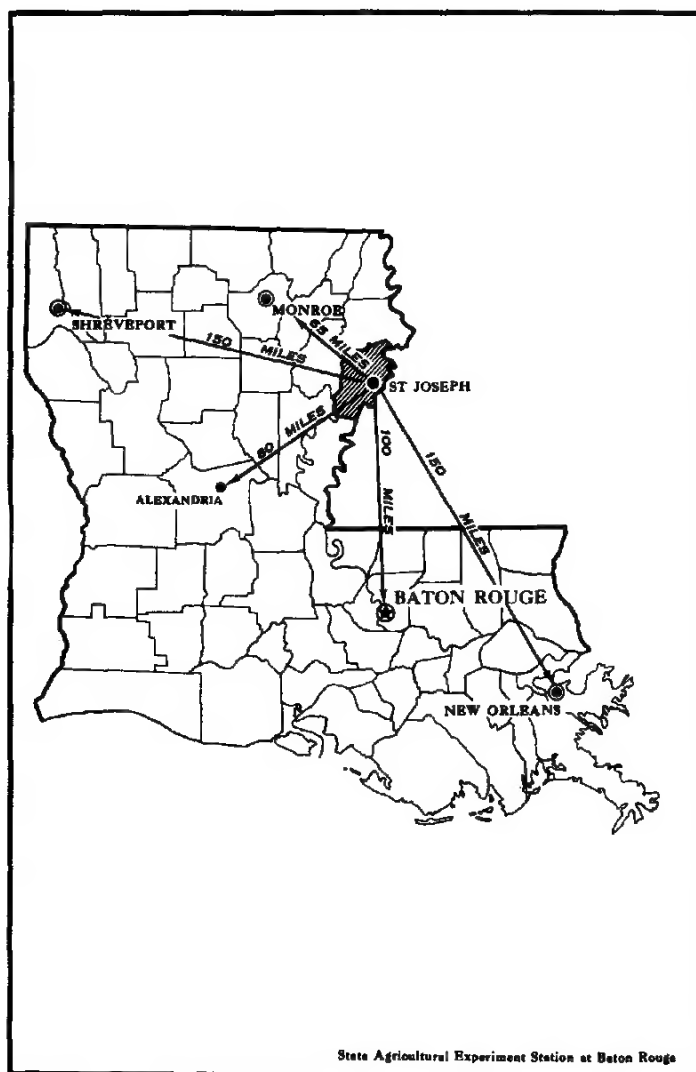 MONROE
SHREVEPORT
65 MILES
150 MILES
ST JOSEPH
80 MILES
100 MILES
150 MILES
ALEXANDRIA
BATON ROUGE
NEW ORLEANS
State Agricultural Experiment Station at Baton Rouge